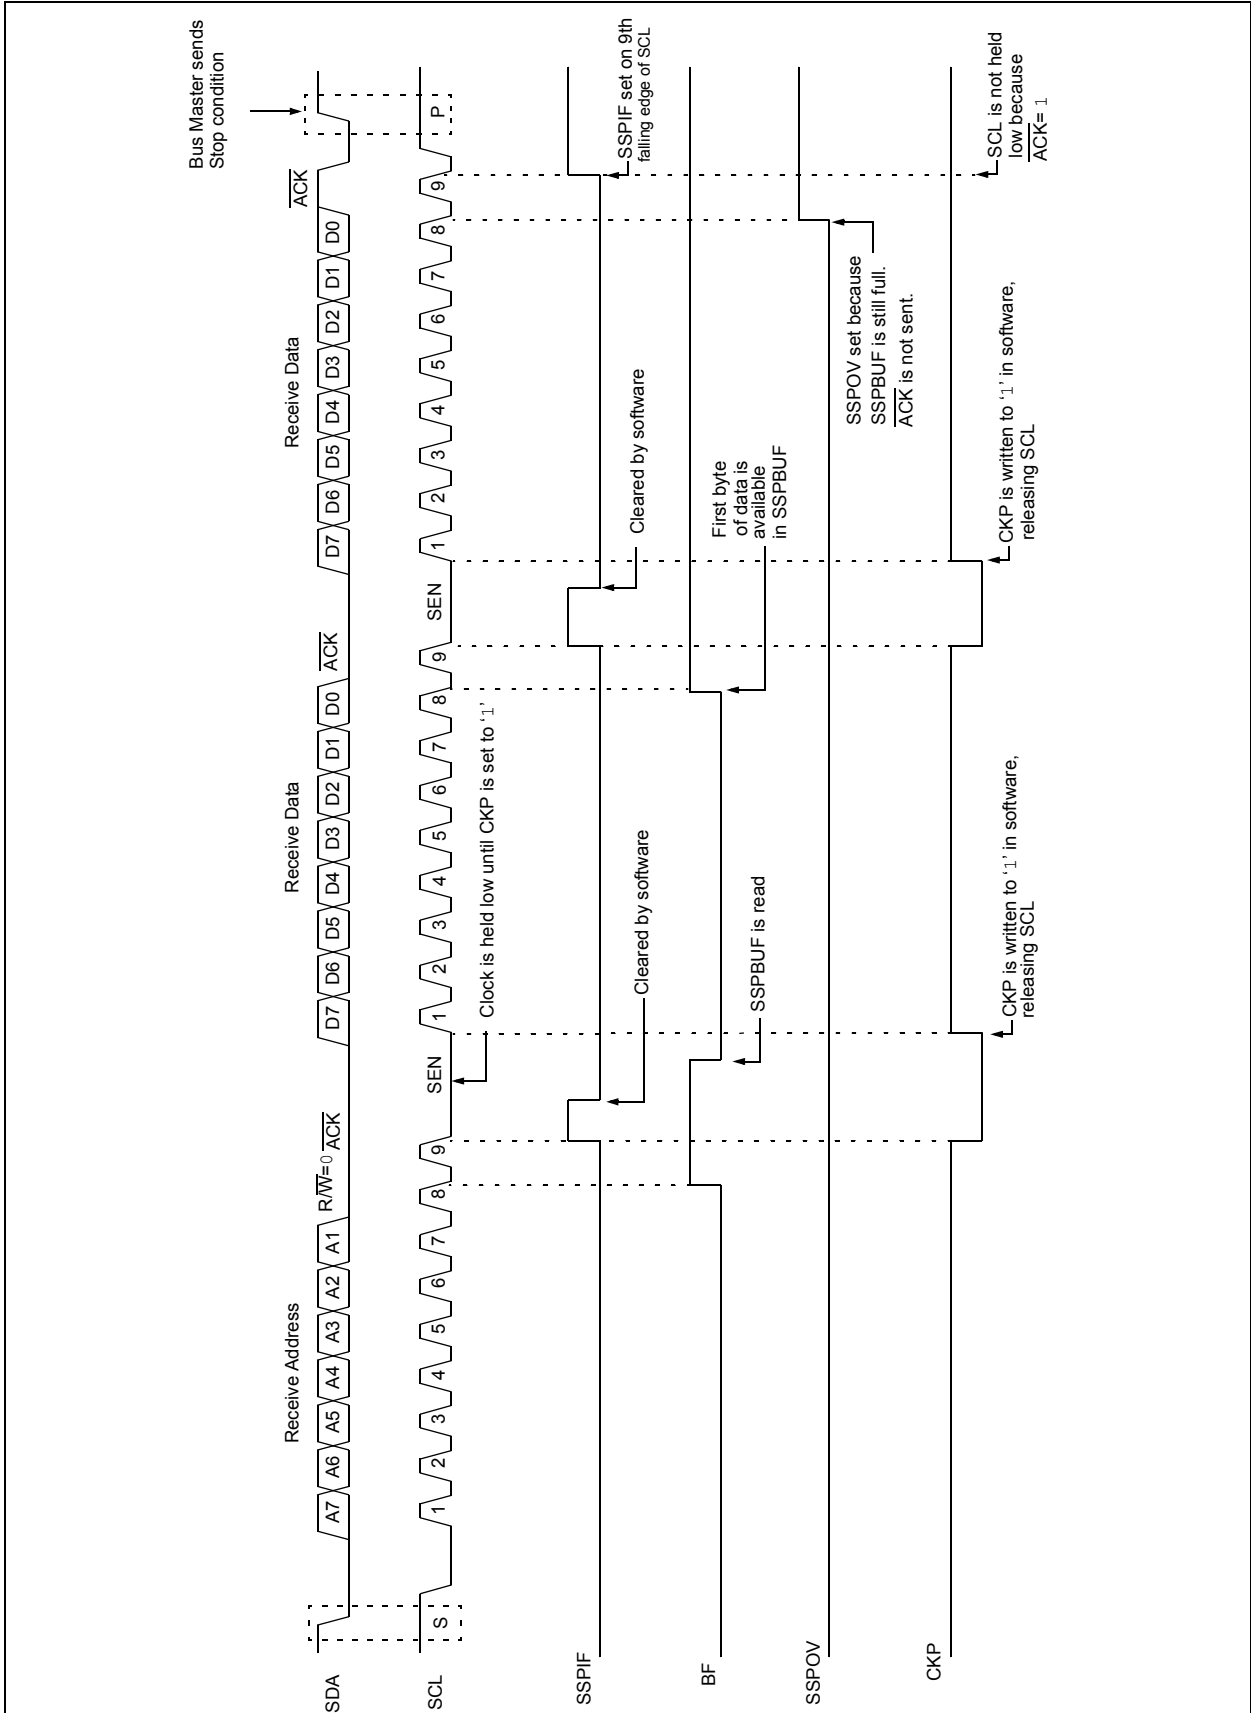 Bus Master sends
Stop condition
Receive Address
R/W=0
ACK
Receive Data
ACK
Receive Data
ACK
SDA
A7
A6
A5
A4
A3
A2
A1
D7
D6
D5
D4
D3
D2
D1
D0
D7
D6
D5
D4
D3
D2
D1
D0
SCL
S
1
2
3
4
5
6
7
8
9
SEN
1
2
3
4
5
6
7
8
9
SEN
1
2
3
4
5
6
7
8
9
P
Clock is held low until CKP is set to ‘1’
SSPIF
Cleared by software
Cleared by software
SSPIF set on 9th
falling edge of SCL
BF
SSPBUF is read
First byte
of data is
available
in SSPBUF
SSPOV
SSPOV set because
SSPBUF is still full.
ACK is not sent.
CKP
CKP is written to ‘1’ in software,
releasing SCL
CKP is written to ‘1’ in software,
releasing SCL
SCL is not held
low because
ACK= 1